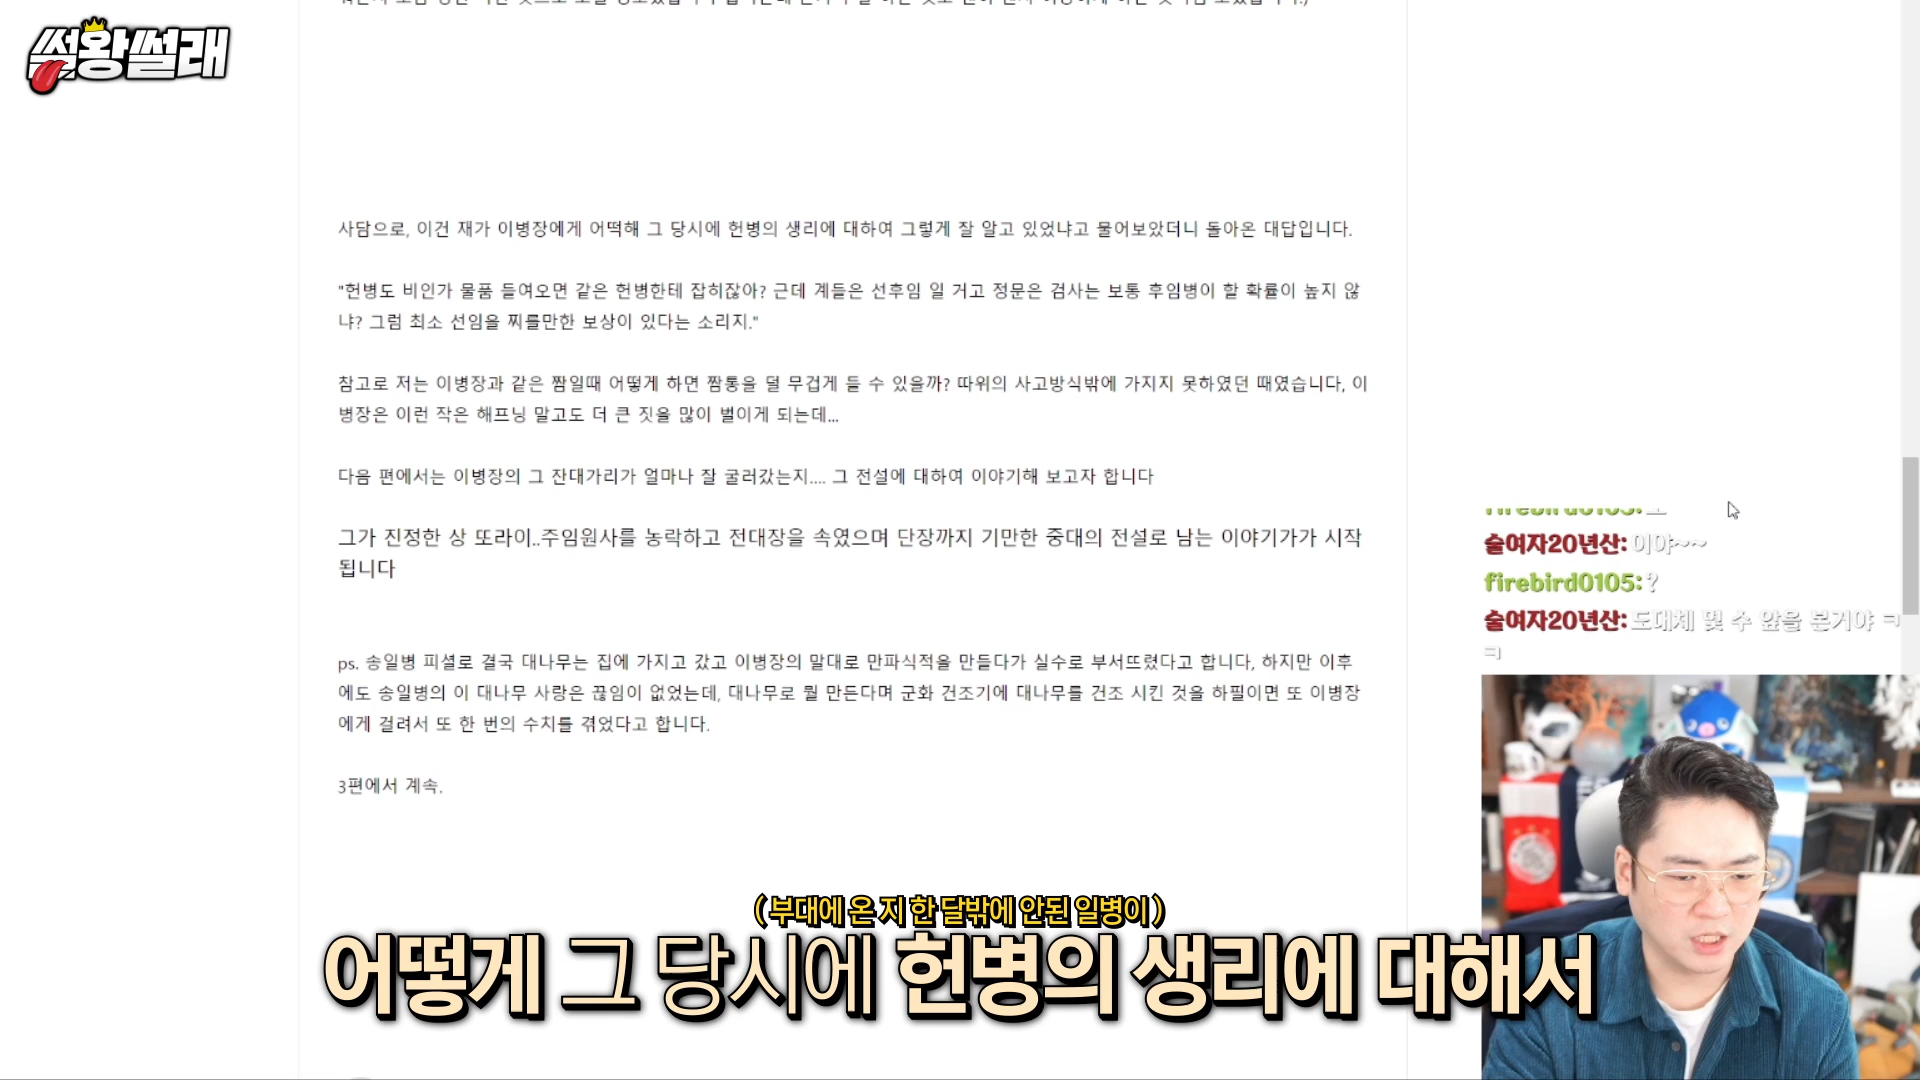 썰왕썰래
사담으로, 이건 재가 이병장에게 어떡해 그 당시에 헌병의 생리에 대하여 그렇게 잘 알고 있었냐고 물어보았더니 돌아온 대답입니다.
"헌병도 비인가 물품 들여오면 같은 헌병한테 잡히잖아? 근데 계들은 선후임 일 거고 정문은 검사는 보통 후임병이 할 확률이 높지 않
냐? 그럼 최소 선임을 찌를만한 보상이 있다는 소리지."
참고로 저는 이병장과 같은 짬일때 어떻게 하면 짬통을 덜 무겁게 들 수 있을까? 따위의 사고방식밖에 가지지 못하였던 때였습니다, 이
병장은 이런 작은 해프닝 말고도 더 큰 짓을 많이 벌이게 되는데...
다음 편에서는 이병장의 그 잔대가리가 얼마나 잘 굴러갔는지.... 그 전설에 대하여 이야기해 보고자 합니다
그가 진정한 상 또라이..주임원사를 농락하고 전대장을 속였으며 단장까지 기만한 중대의 전설로 남는 이야기가가 시작
됩니다
ps. 송일병 피셜로 결국 대나무는 집에 가지고 갔고 이병장의 말대로 만파식적을 만들다가 실수로 부서뜨렸다고 합니다, 하지만 이후
에도 송일병의 이 대나무 사랑은 끊임이 없었는데, 대나무로 뭘 만든다며 군화 건조기에 대나무를 건조 시킨 것을 하필이면 또 이병장
에게 걸려서 또 한 번의 수치를 겪었다고 합니다.
3편에서 계속.
술여자20년산: 이야~~
firebird0105: ?
술여자20년산: 도대체 몇 수 앞을 본거야 ㅋ
ㅋ
( 부대에 온 지 한 달밖에 안된 일병이 )
어떻게 그 당시에 헌병의 생리에 대해서